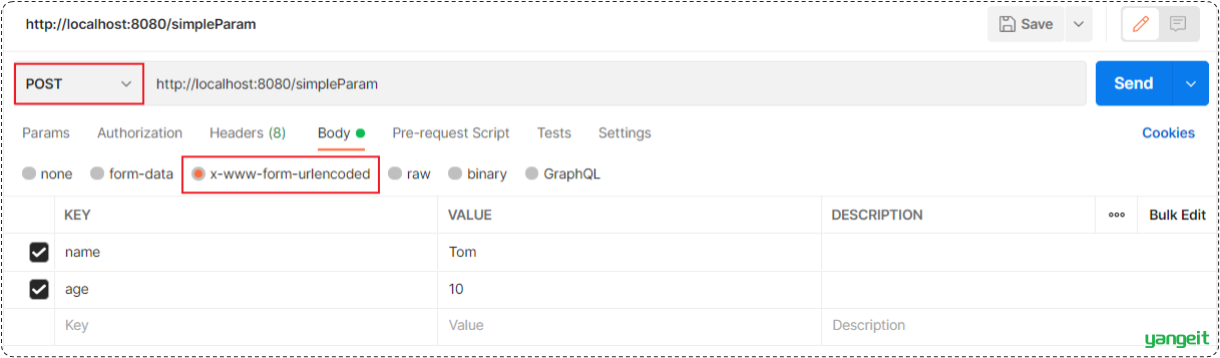 http://localhost:8080/simpleParam Save
POST http://localhost:8080/simpleParam Send
Params Authorization Headers (8) Body Pre-request Script Tests Settings Cookies
none form-data x-www-form-urlencoded raw binary GraphQL
KEY VALUE DESCRIPTION ooo Bulk Edit
name Tom
age 10
Key Value Description
yangeit